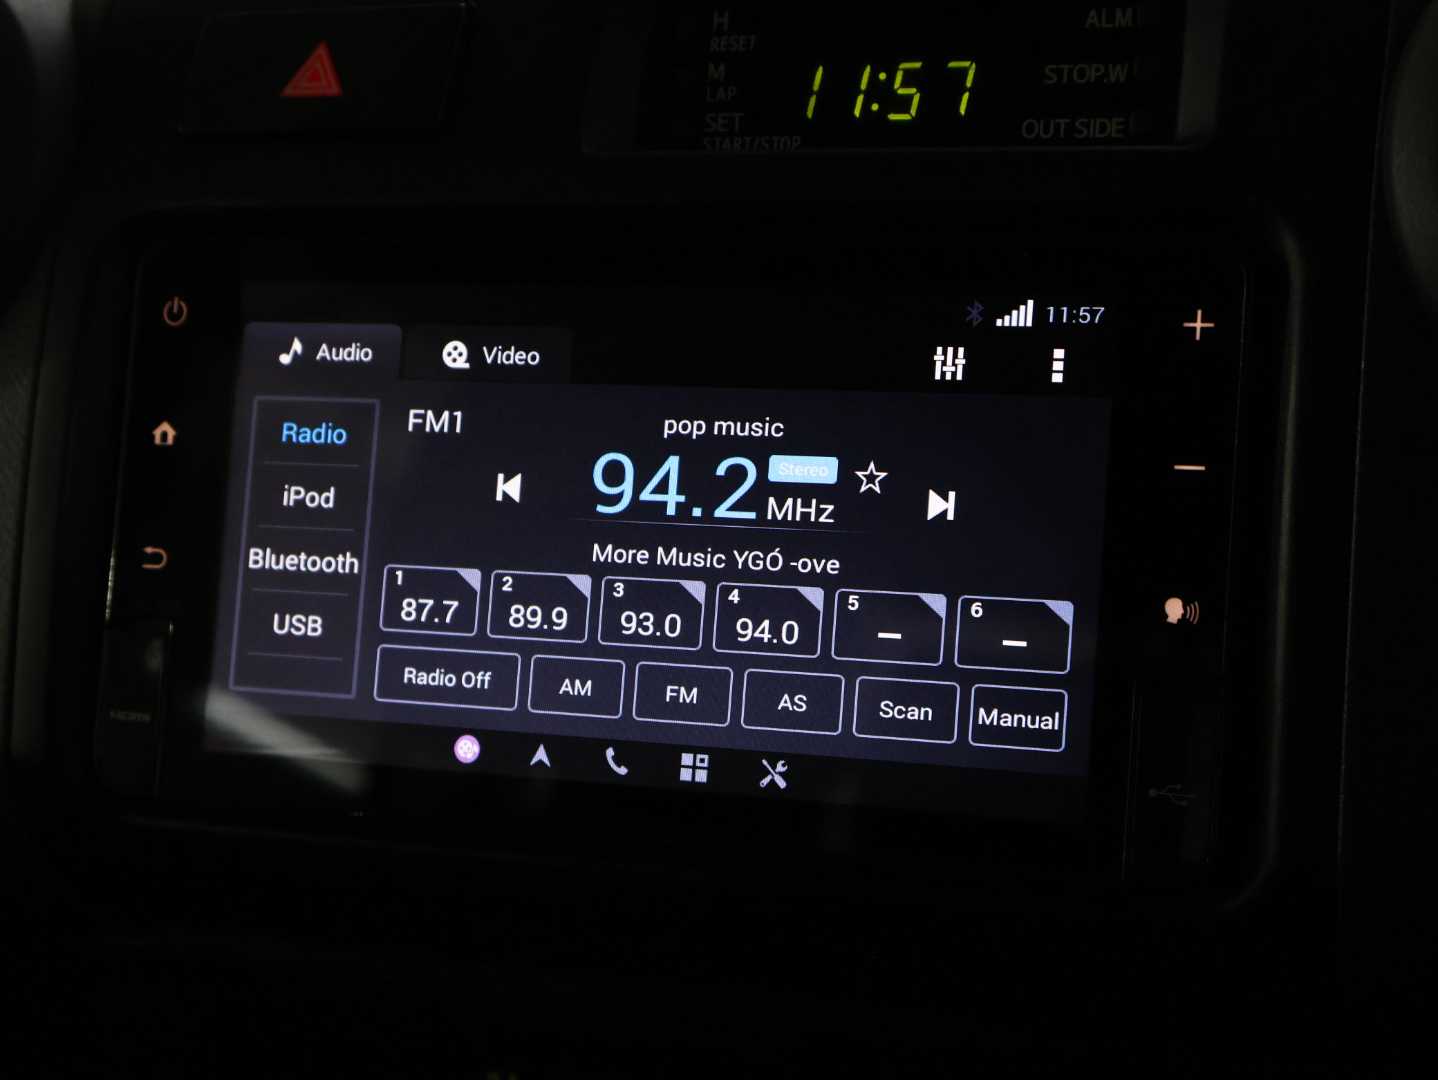 H
RESET
M
LAP
SET
START/STOP
11:57
ALM
STOP.W
OUT SIDE
11:57
Audio
Video
Radio
iPod
Bluetooth
USB
FM1
pop music
94.2 Stereo
MHz
More Music YGÓ -ove
1 87.7
2 89.9
3 93.0
4 94.0
5 –
6 –
Radio Off
AM
FM
AS
Scan
Manual
HDMI